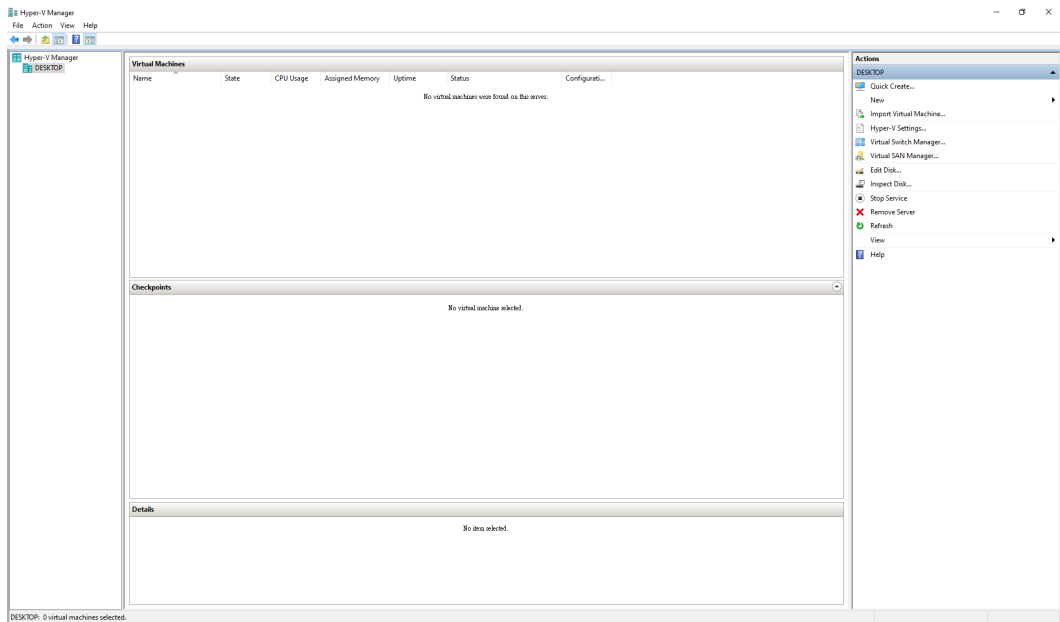 Hyper-V Manager
File Action View Help
Hyper-V Manager
DESKTOP
Virtual Machines
Name State CPU Usage Assigned Memory Uptime Status Configurati...
No virtual machines were found on this server.
Checkpoints
No virtual machine selected.
Details
No item selected.
Actions
DESKTOP
Quick Create...
New
Import Virtual Machine...
Hyper-V Settings...
Virtual Switch Manager...
Virtual SAN Manager...
Edit Disk...
Inspect Disk...
Stop Service
Remove Server
Refresh
View
Help
DESKTOP: 0 virtual machines selected.